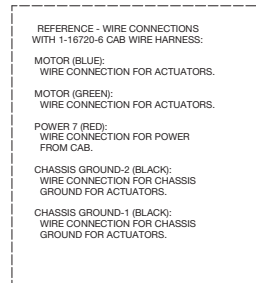 REFERENCE - WIRE CONNECTIONS
WITH 1-16720-6 CAB WIRE HARNESS:
MOTOR (BLUE):
WIRE CONNECTION FOR ACTUATORS.
MOTOR (GREEN):
WIRE CONNECTION FOR ACTUATORS.
POWER 7 (RED):
WIRE CONNECTION FOR POWER
FROM CAB.
CHASSIS GROUND-2 (BLACK):
WIRE CONNECTION FOR CHASSIS
GROUND FOR ACTUATORS.
CHASSIS GROUND-1 (BLACK):
WIRE CONNECTION FOR CHASSIS
GROUND FOR ACTUATORS.